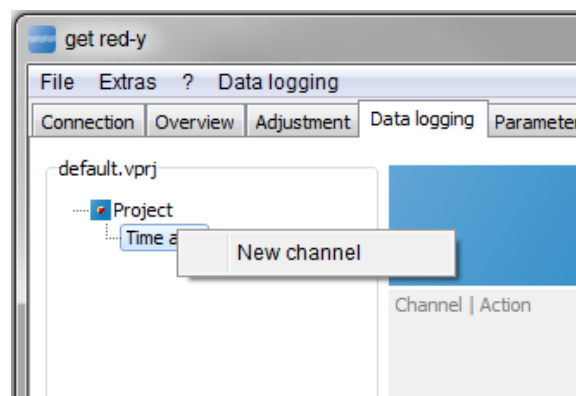 get red-y
File Extras ? Data logging
Connection Overview Adjustment Data logging
default.vprj
Project
Time
New channel
Channel | Action